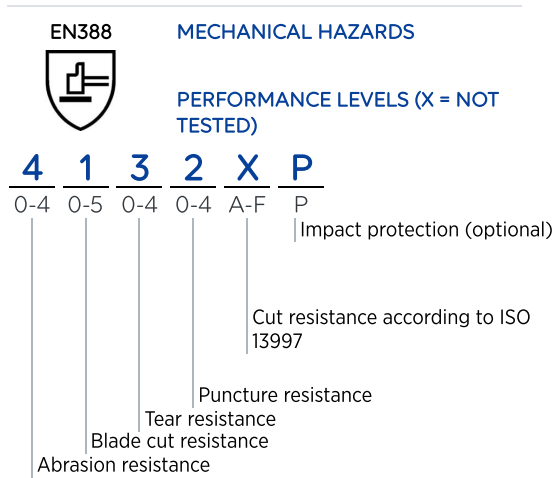 EN388
MECHANICAL HAZARDS
PERFORMANCE LEVELS (X = NOT
TESTED)
4 1 3 2 X P
0-4 0-5 0-4 0-4 A-F P
Impact protection (optional)
Cut resistance according to ISO
13997
Puncture resistance
Tear resistance
Blade cut resistance
Abrasion resistance